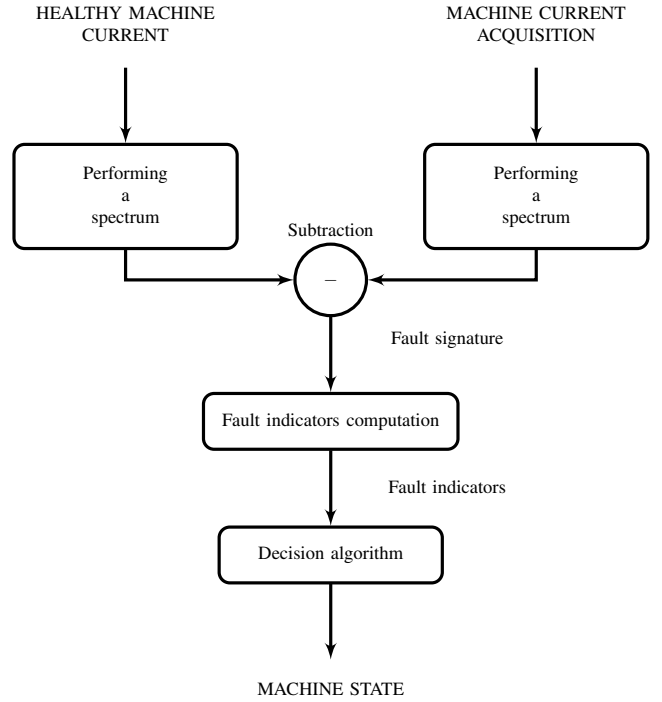 HEALTHY MACHINE
CURRENT
MACHINE CURRENT
ACQUISITION
Performing
a
spectrum
Performing
a
spectrum
Subtraction
−
Fault signature
Fault indicators computation
Fault indicators
Decision algorithm
MACHINE STATE